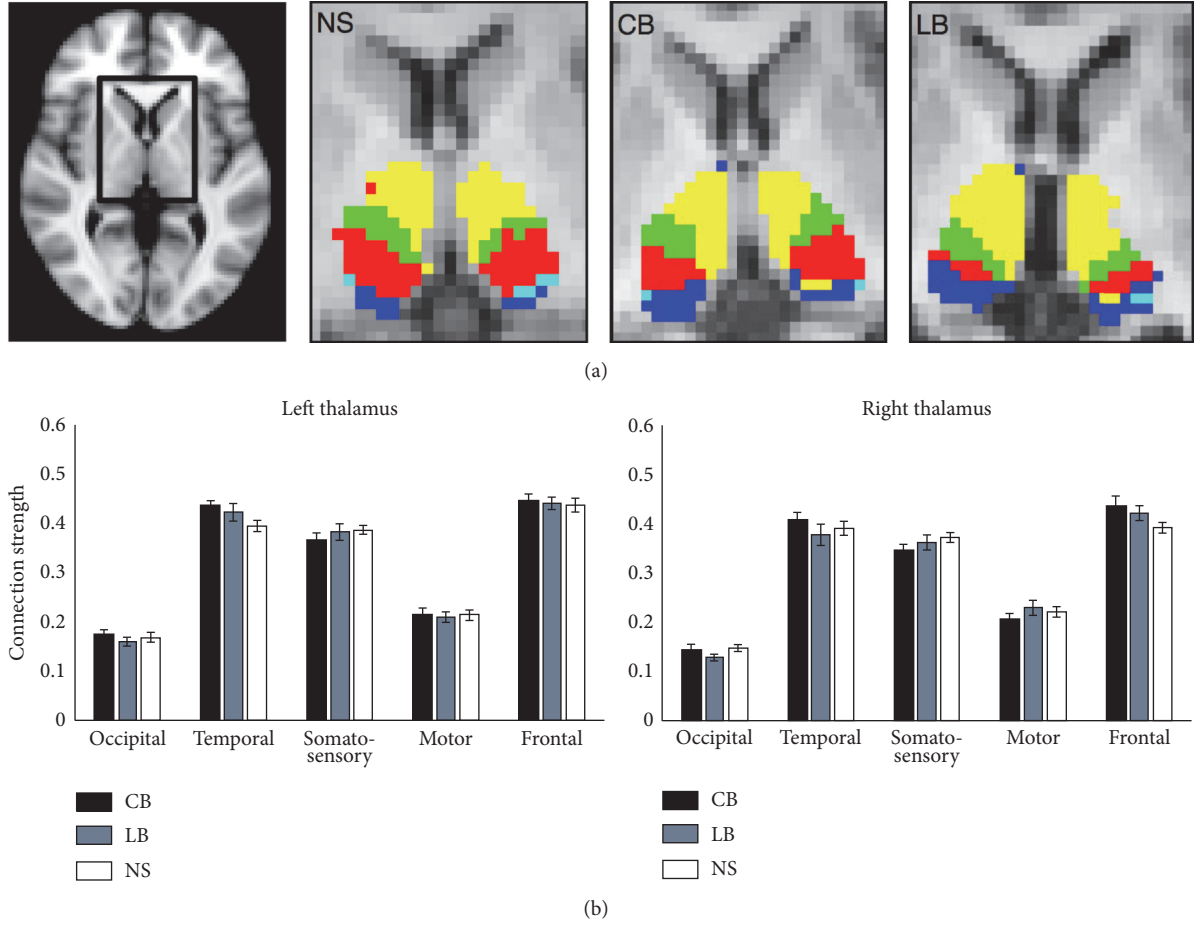 NS
CB
LB
(a)
Left thalamus
Connection strength
0.6
0.5
0.4
0.3
0.2
0.1
0
Occipital
Temporal
Somato-
sensory
Motor
Frontal
CB
LB
NS
Right thalamus
0.6
0.5
0.4
0.3
0.2
0.1
0
Occipital
Temporal
Somato-
sensory
Motor
Frontal
CB
LB
NS
(b)